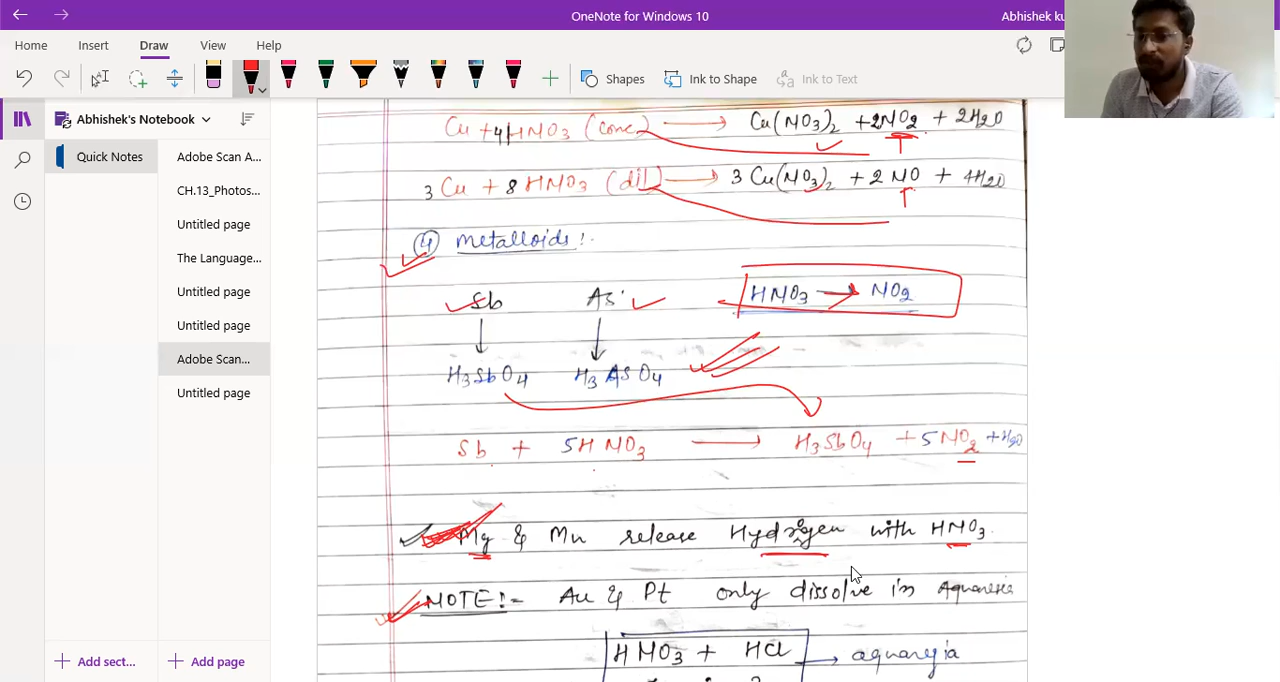 OneNote for Windows 10
Abhishek ku
Home Insert Draw View Help
Shapes Ink to Shape Ink to Text
Abhishek's Notebook
Quick Notes
Adobe Scan A...
CH.13_Photos...
Untitled page
The Language...
Untitled page
Untitled page
Adobe Scan...
Untitled page
+ Add sect...
+ Add page
Cu + 4HNO3 (conc) → Cu(NO3)2 + 2NO2 + 2H2O
3Cu + 8HNO3 (dil) → 3Cu(NO3)2 + 2NO + 4H2O
4 Metalloids:-
Sb As HNO3 → NO2
↓ ↓
H3SbO4 H3AsO4
Sb + 5HNO3 → H3SbO4 + 5NO2 + H2O
Mg & Mn release Hydrogen with HNO3.
NOTE:- Au & Pt only dissolve in
HNO3 + HCl → aquaregia